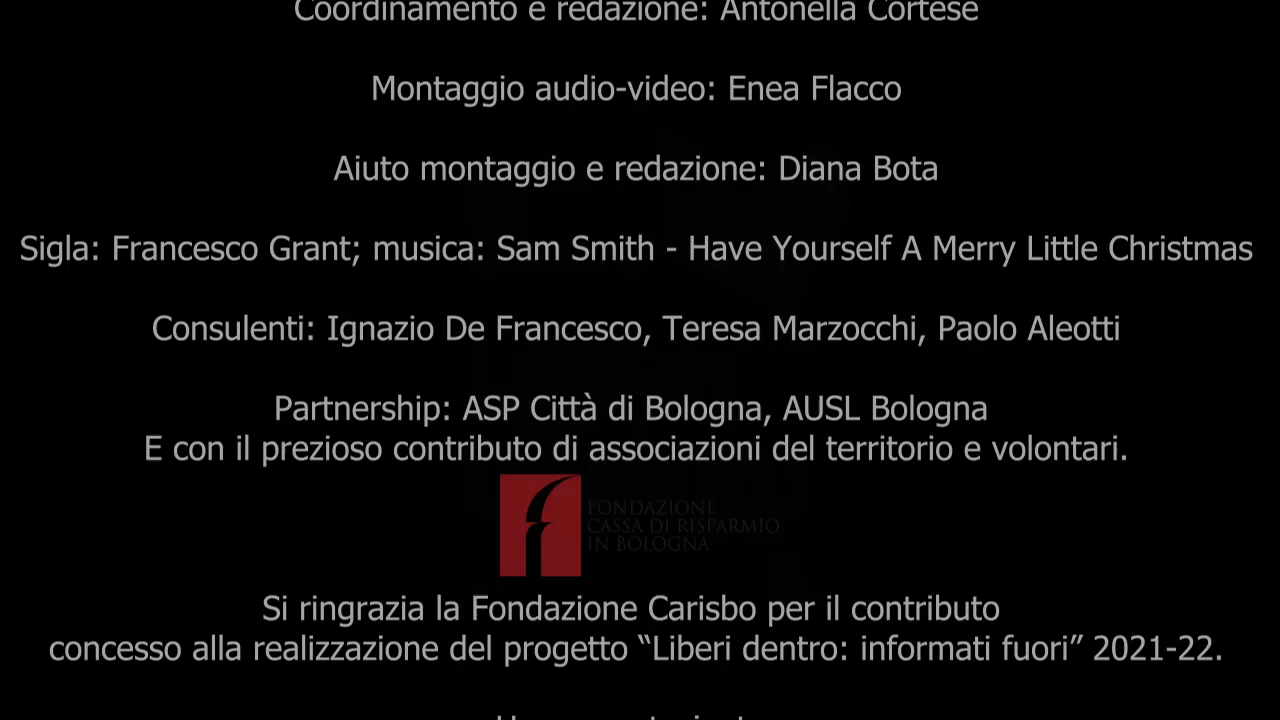 Coordinamento e redazione: Antonella Cortese
Montaggio audio-video: Enea Flacco
Aiuto montaggio e redazione: Diana Bota
Sigla: Francesco Grant; musica: Sam Smith - Have Yourself A Merry Little Christmas
Consulenti: Ignazio De Francesco, Teresa Marzocchi, Paolo Aleotti
Partnership: ASP Città di Bologna, AUSL Bologna
E con il prezioso contributo di associazioni del territorio e volontari.
FONDAZIONE
CASSA DI RISPARMIO
IN BOLOGNA
Si ringrazia la Fondazione Carisbo per il contributo
concesso alla realizzazione del progetto “Liberi dentro: informati fuori” 2021-22.